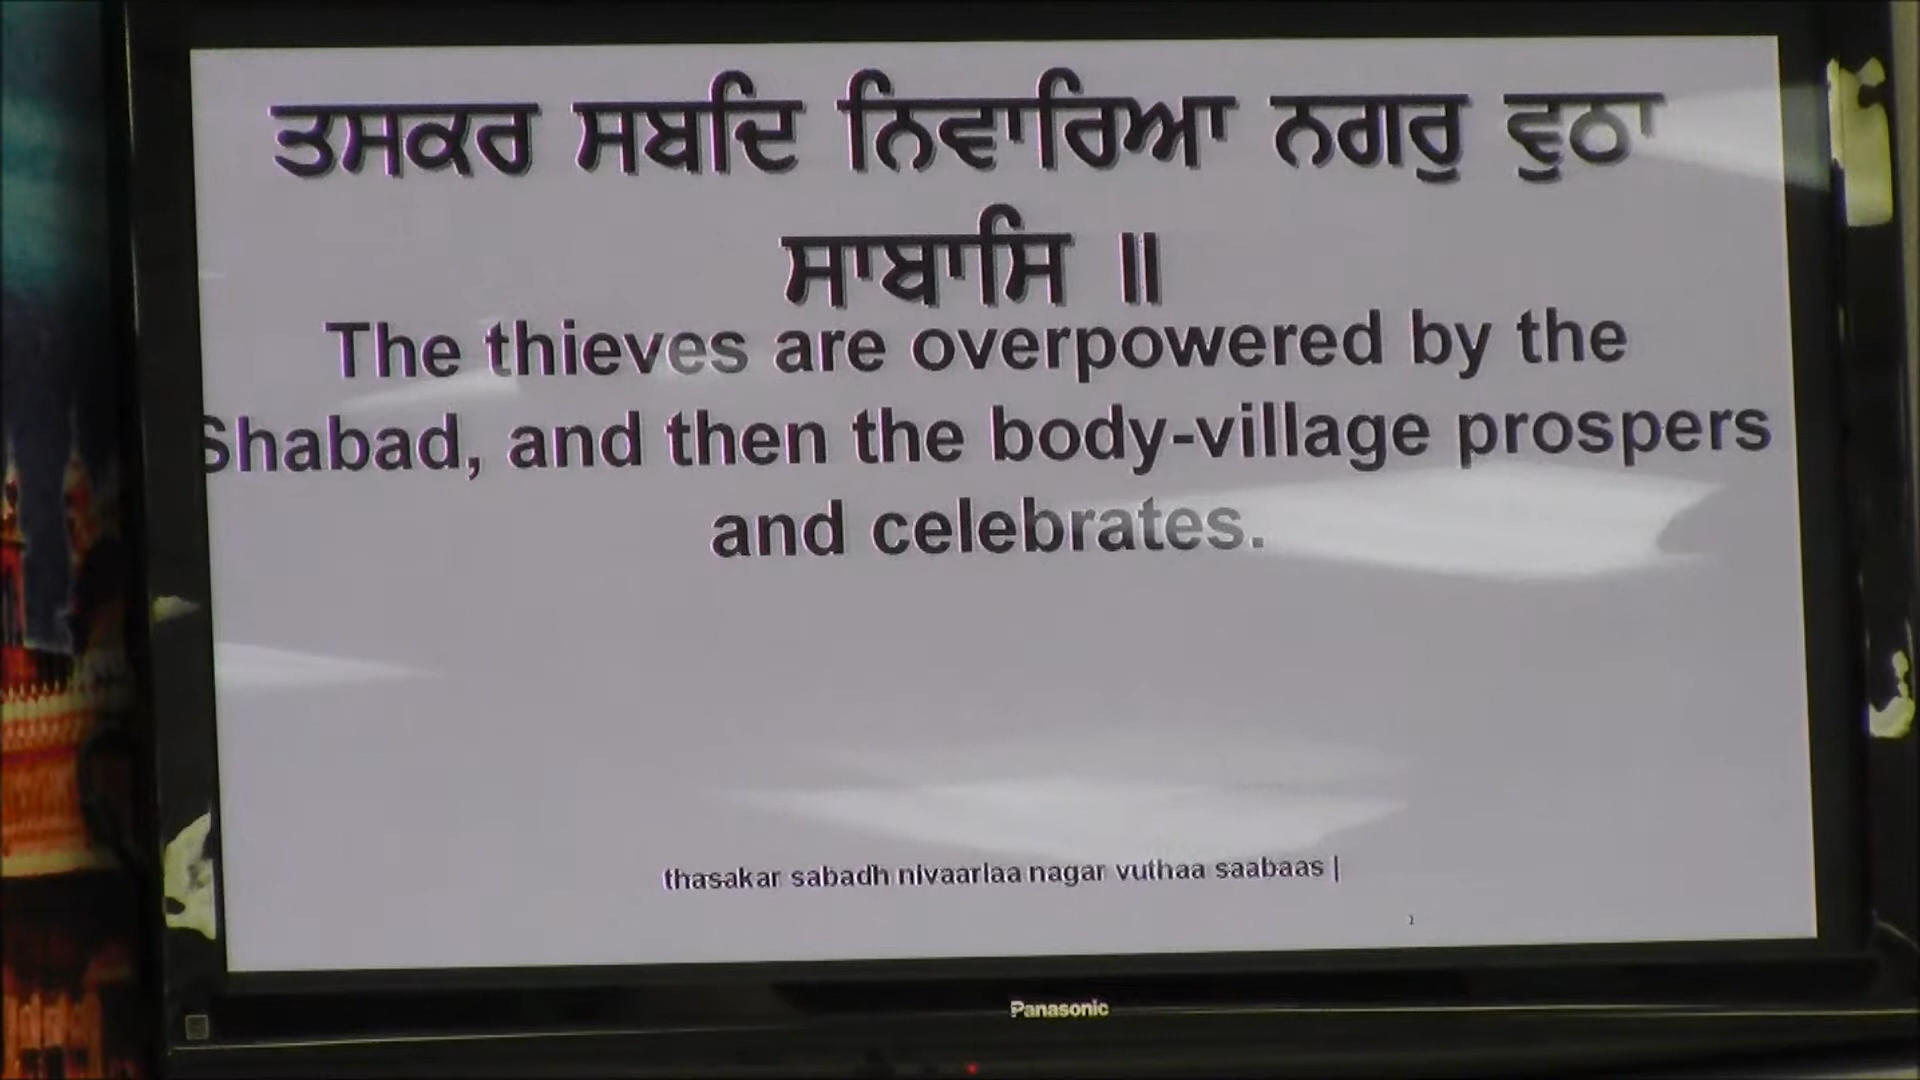 ਤਸਕਰ ਸਬਦਿ ਨਿਵਾਰਿਆ ਨਗਰੁ ਵੁਠਾ
ਸਾਬਾਸਿ ॥
The thieves are overpowered by the
Shabad, and then the body-village prospers
and celebrates.
thasakar sabadh nivaarlaa nagar vuthaa saabaas |
Panasonic